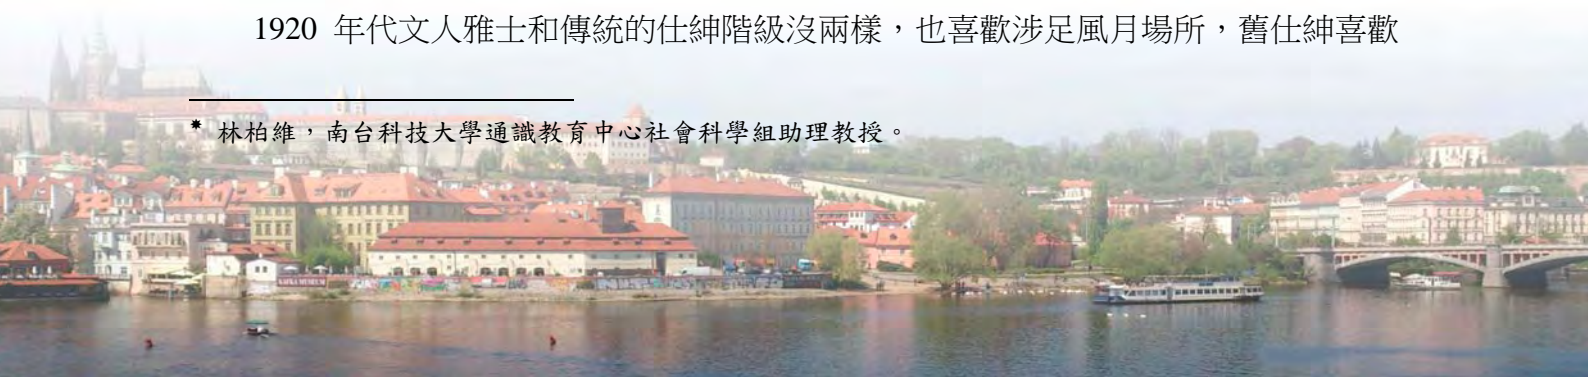 1920 年代文人雅士和傳統的仕紳階級沒兩樣，也喜歡涉足風月場所，舊仕紳喜歡
* 林柏維，南台科技大學通識教育中心社會科學組助理教授。
KAFKA MUSEUM